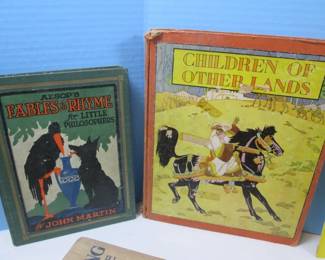 AESOP'S
FABLES in RHYME
for LITTLE
PHILOSOPHERS
By JOHN MARTIN
CHILDREN OF
OTHER LANDS